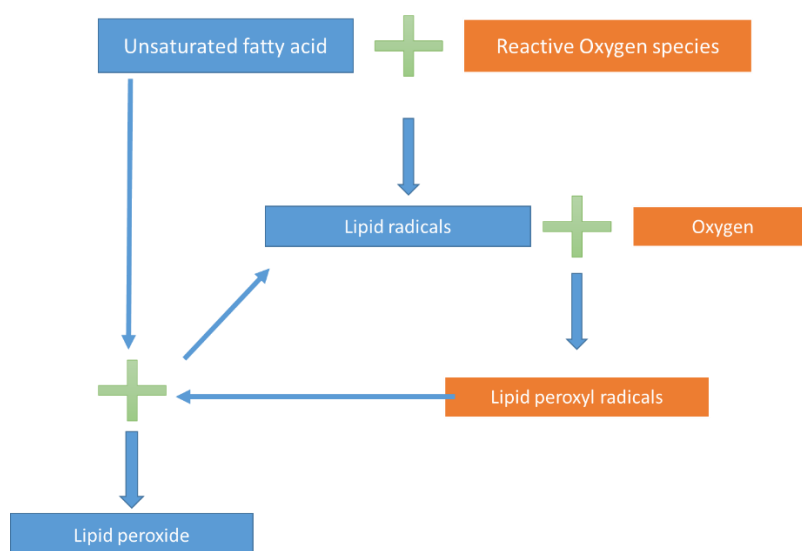 Unsaturated fatty acid
Reactive Oxygen species
Lipid radicals
Oxygen
Lipid peroxyl radicals
Lipid peroxide